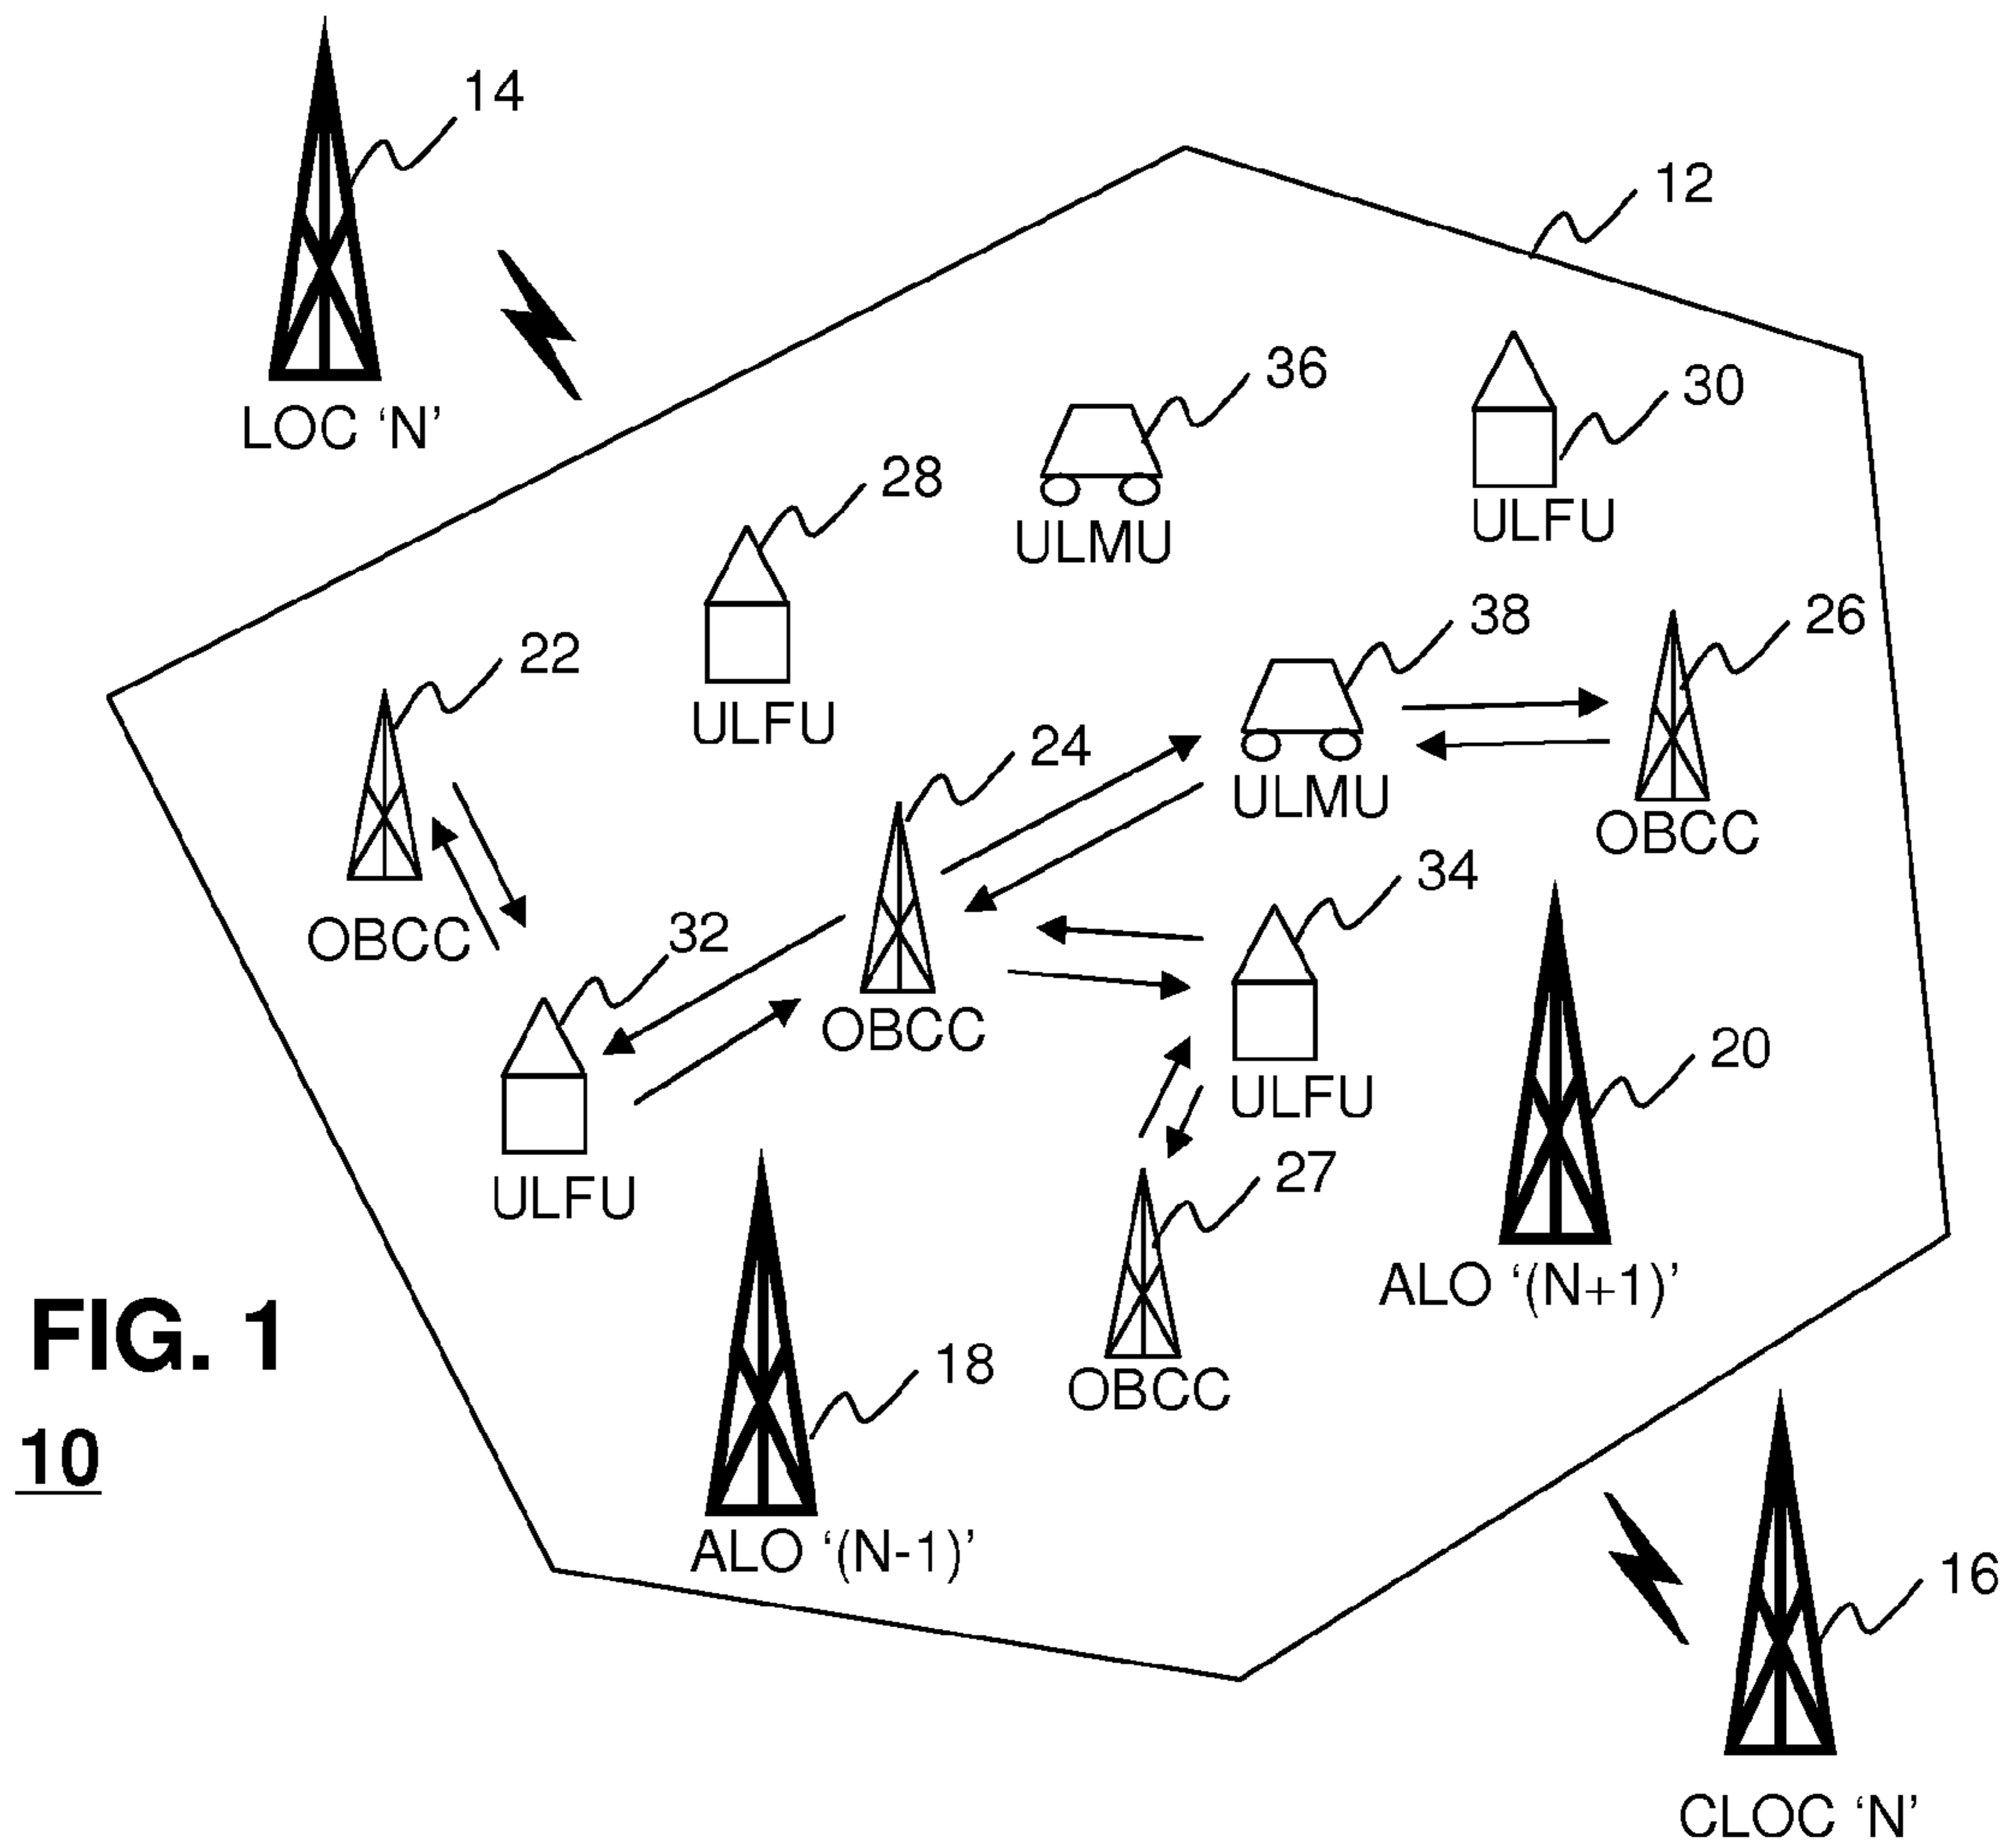 14
12
LOC ‘N’
36
30
28
ULMU
ULFU
38
26
22
ULFU
24
ULMU
OBCC
34
32
OBCC
OBCC
20
ULFU
27
ULFU
ALO ‘(N+1)’
FIG. 1
18
OBCC
10
ALO ‘(N-1)’
16
CLOC ‘N’